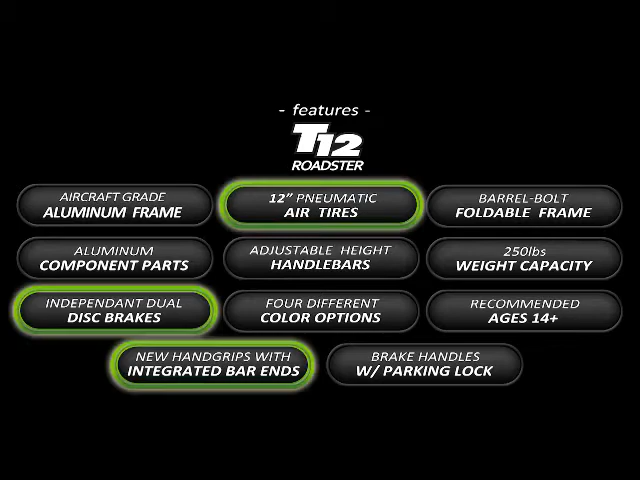 - features -
T12
ROADSTER
AIRCRAFT GRADE
ALUMINUM FRAME
12" PNEUMATIC
AIR TIRES
BARREL-BOLT
FOLDABLE FRAME
ALUMINUM
COMPONENT PARTS
ADJUSTABLE HEIGHT
HANDLEBARS
250lbs
WEIGHT CAPACITY
INDEPENDANT DUAL
DISC BRAKES
FOUR DIFFERENT
COLOR OPTIONS
RECOMMENDED
AGES 14+
NEW HANDGRIPS WITH
INTEGRATED BAR ENDS
BRAKE HANDLES
W/ PARKING LOCK